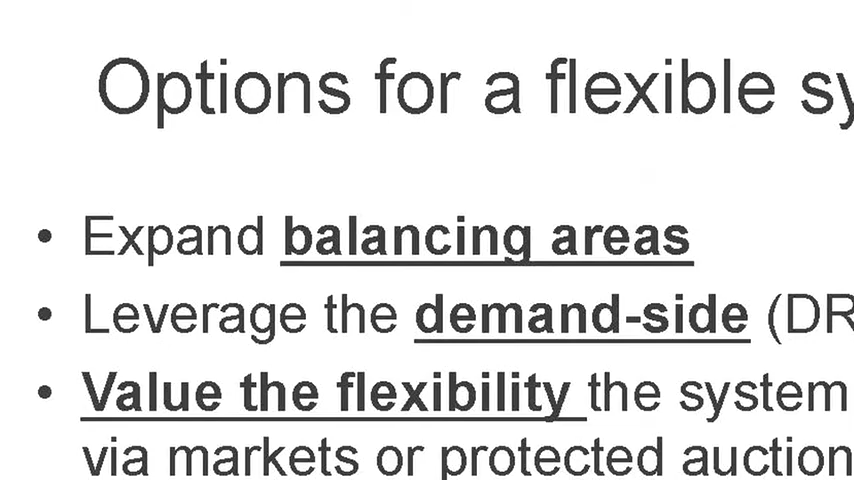 Options for a flexible sy
• Expand balancing areas
• Leverage the demand-side (DR
• Value the flexibility the system
via markets or protected auction